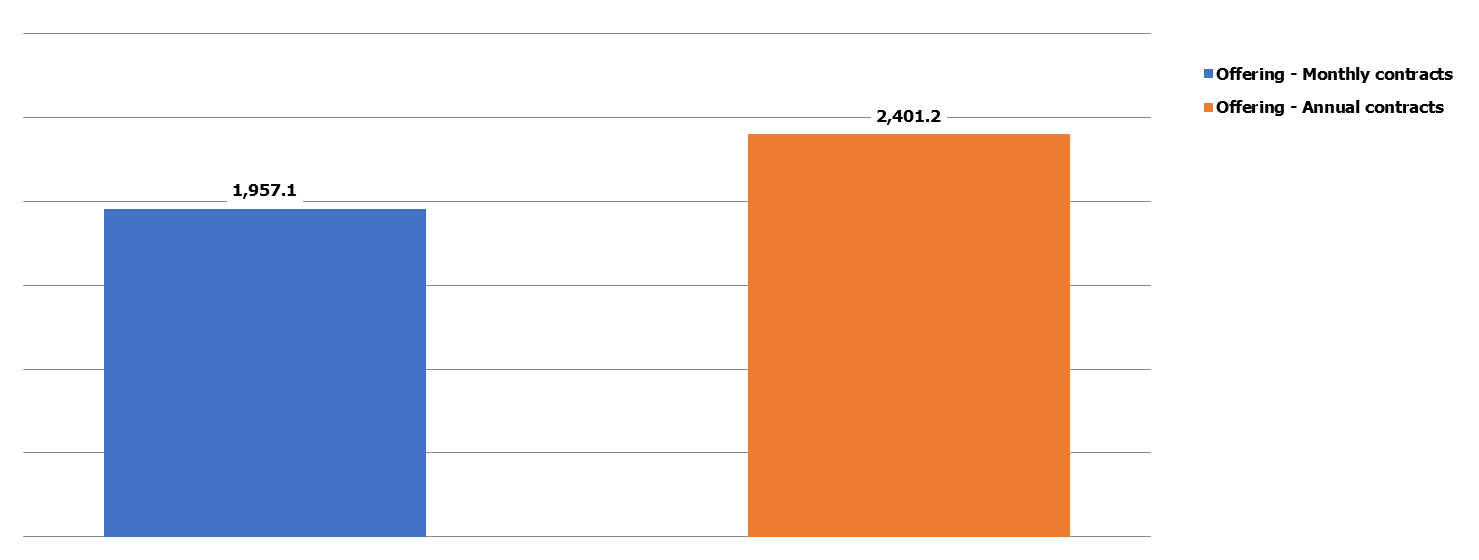 Offering - Monthly contracts
Offering - Annual contracts
2,401.2
1,957.1